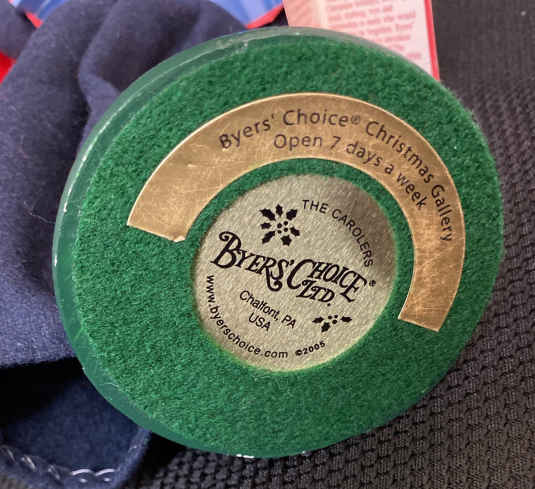 Byers' Choice® Christmas Gallery
Open 7 days a week
THE CAROLERS
BYERS' CHOICE®
LTD.
Chalfont, PA
USA
www.byerschoice.com ©2005